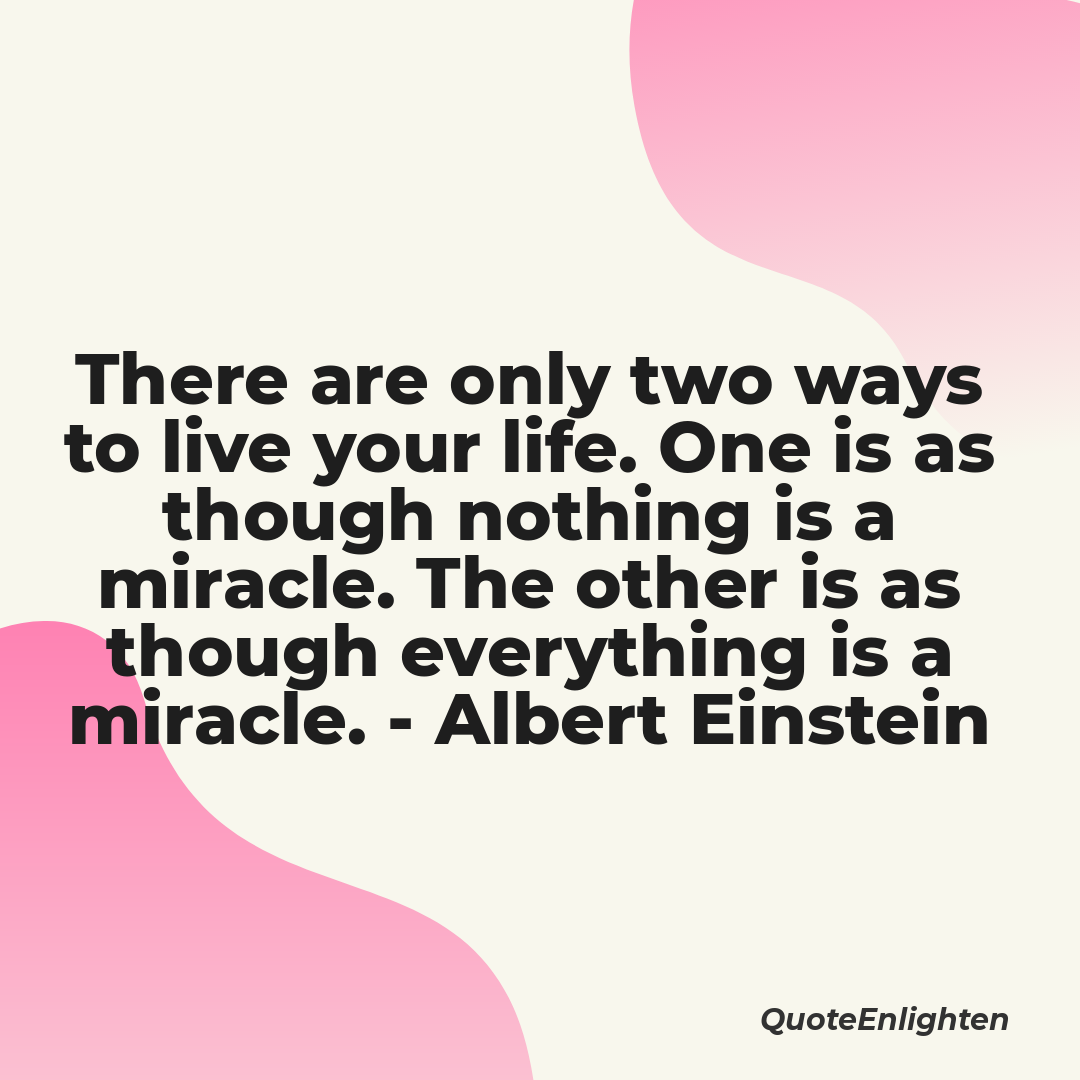 There are only two ways
to live your life. One is as
though nothing is a
miracle. The other is as
though everything is a
miracle. - Albert Einstein
QuoteEnlighten